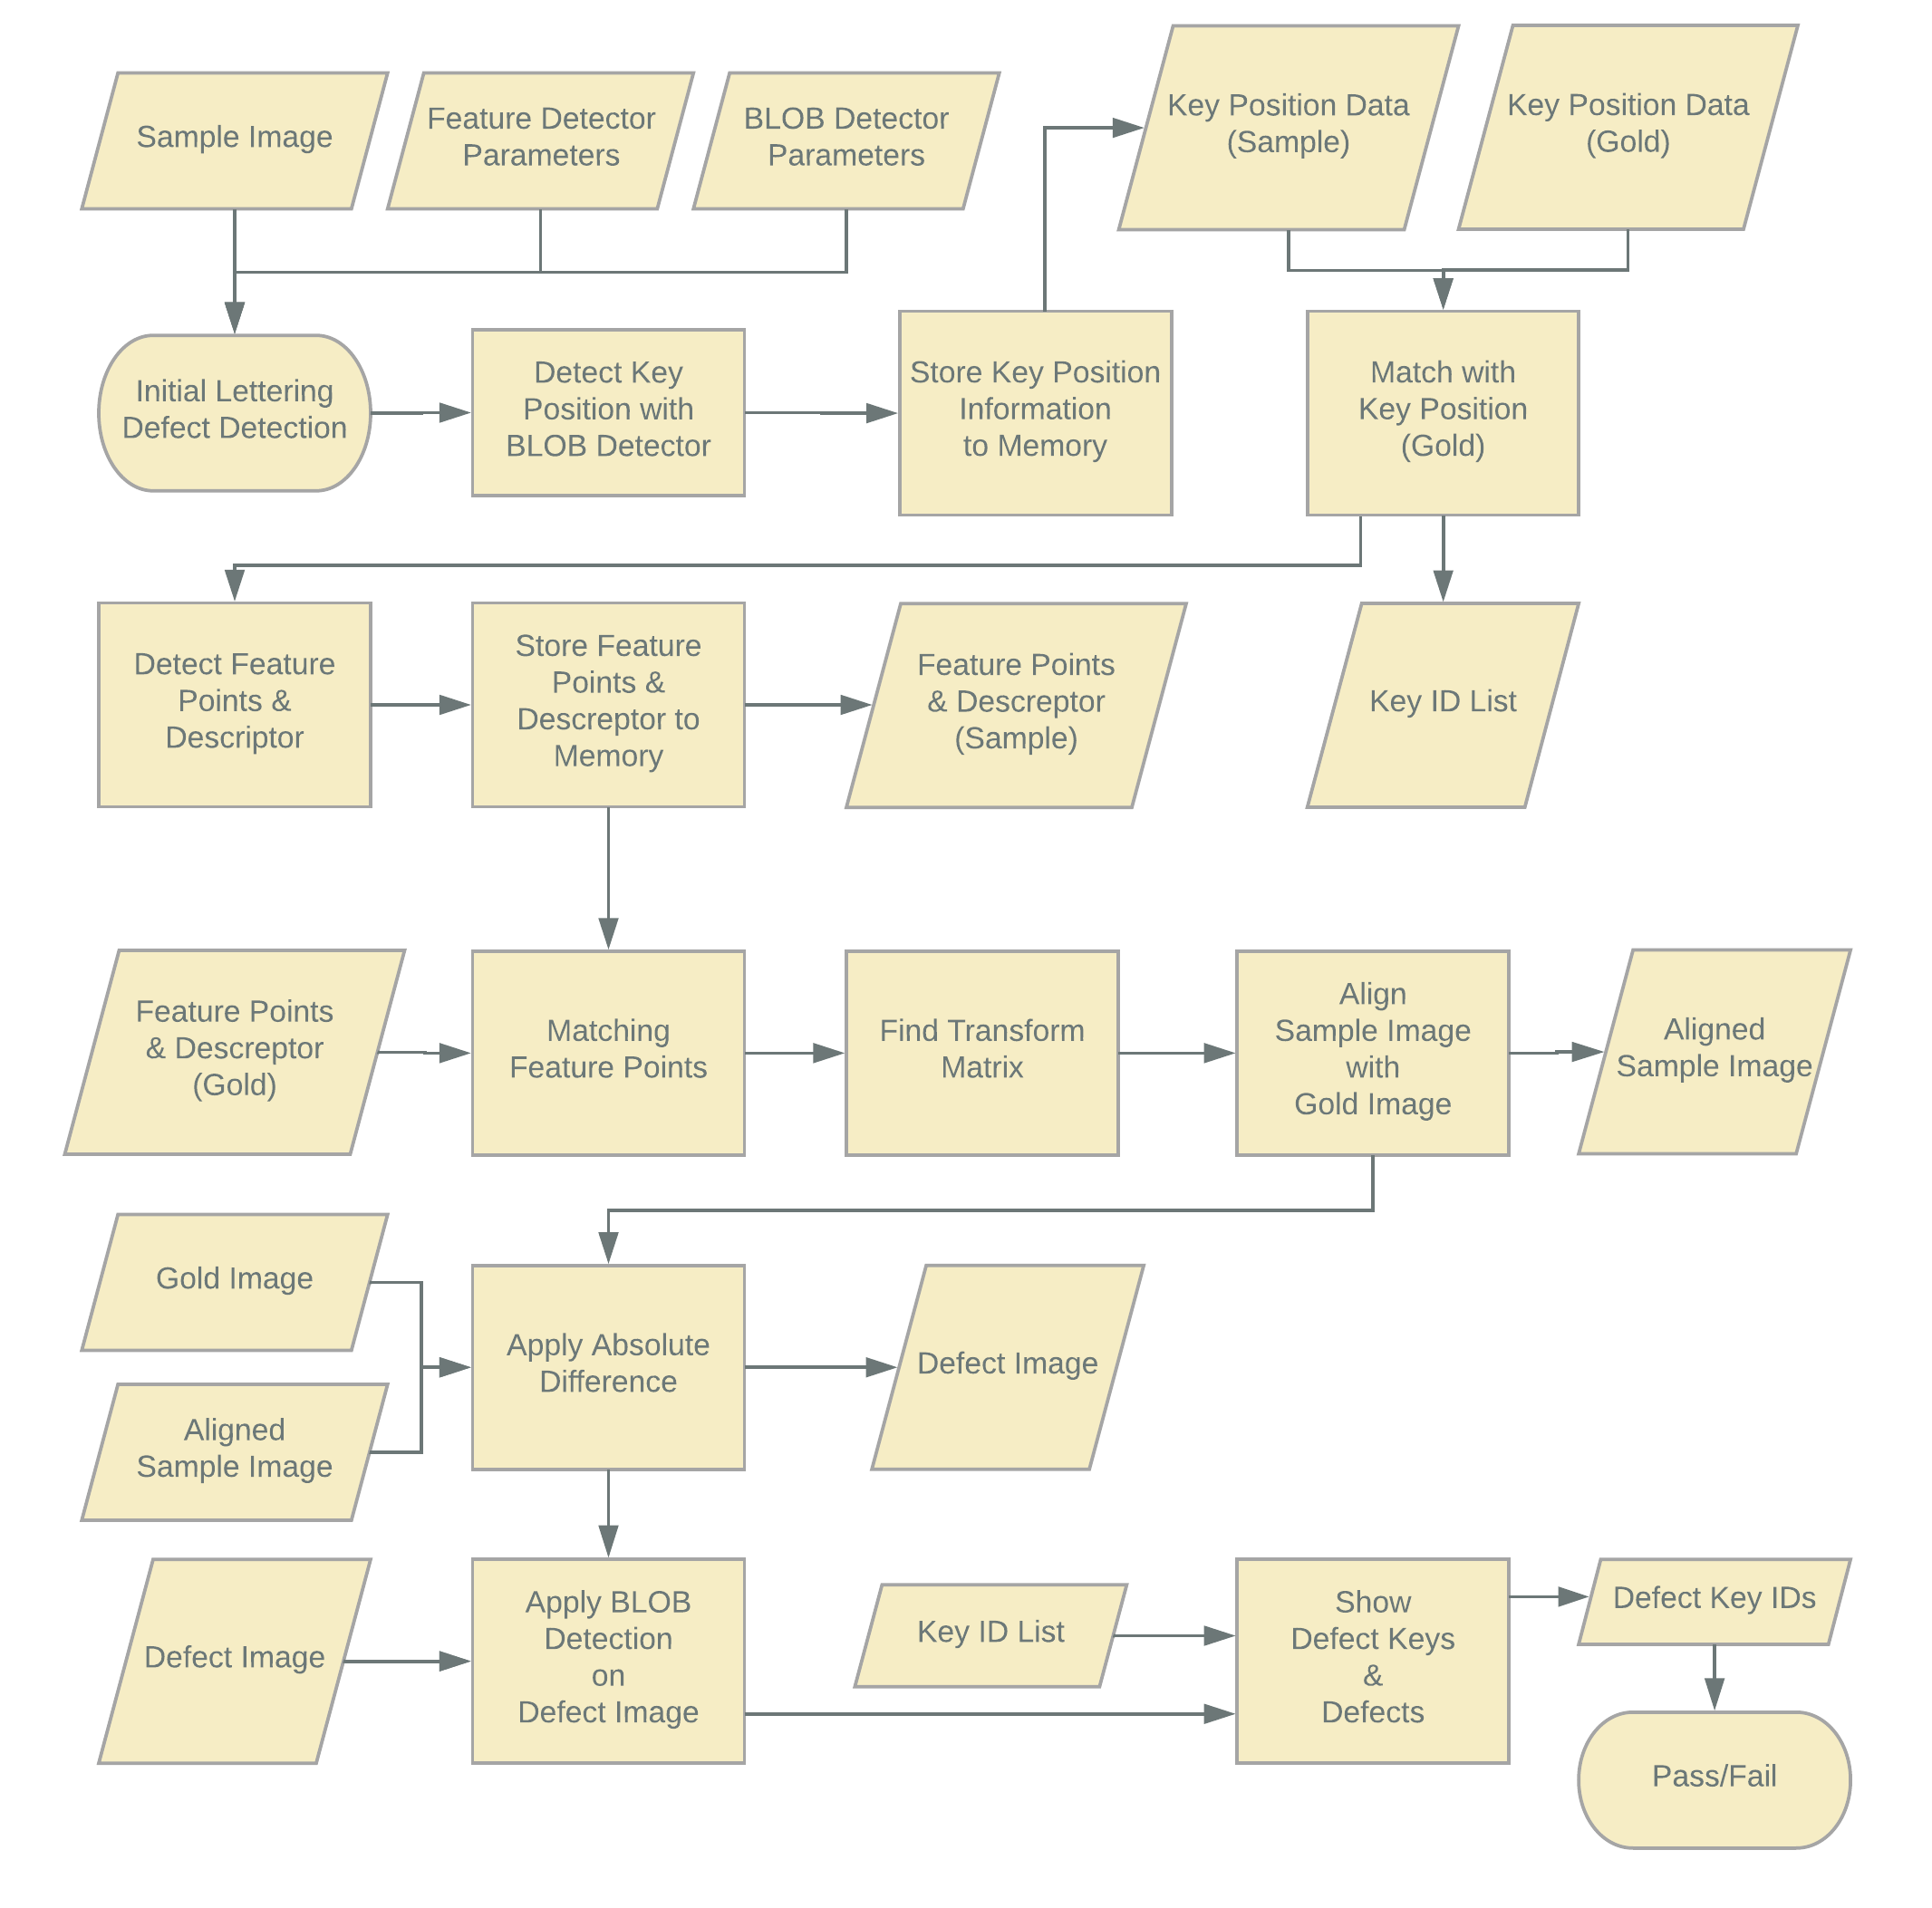 Sample Image
Feature Detector
Parameters
BLOB Detector
Parameters
Key Position Data
(Sample)
Key Position Data
(Gold)
Initial Lettering
Defect Detection
Detect Key
Position with
BLOB Detector
Store Key Position
Information
to Memory
Match with
Key Position
(Gold)
Detect Feature
Points &
Descriptor
Store Feature
Points &
Descreptor to
Memory
Feature Points
& Descreptor
(Sample)
Key ID List
Feature Points
& Descreptor
(Gold)
Matching
Feature Points
Find Transform
Matrix
Align
Sample Image
with
Gold Image
Aligned
Sample Image
Gold Image
Aligned
Sample Image
Apply Absolute
Difference
Defect Image
Defect Image
Apply BLOB
Detection
on
Defect Image
Key ID List
Show
Defect Keys
&
Defects
Defect Key IDs
Pass/Fail